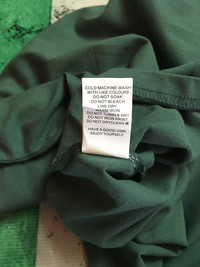 COLD MACHINE WASH
WITH LIKE COLOURS
DO NOT SOAK
DO NOT BLEACH
LINE DRY
WARM IRON
DO NOT TUMBLE DRY
DO NOT IRON PRINT
DO NOT DRYCLEAN
HAVE A GOOD VIBE
ENJOY YOURSELF